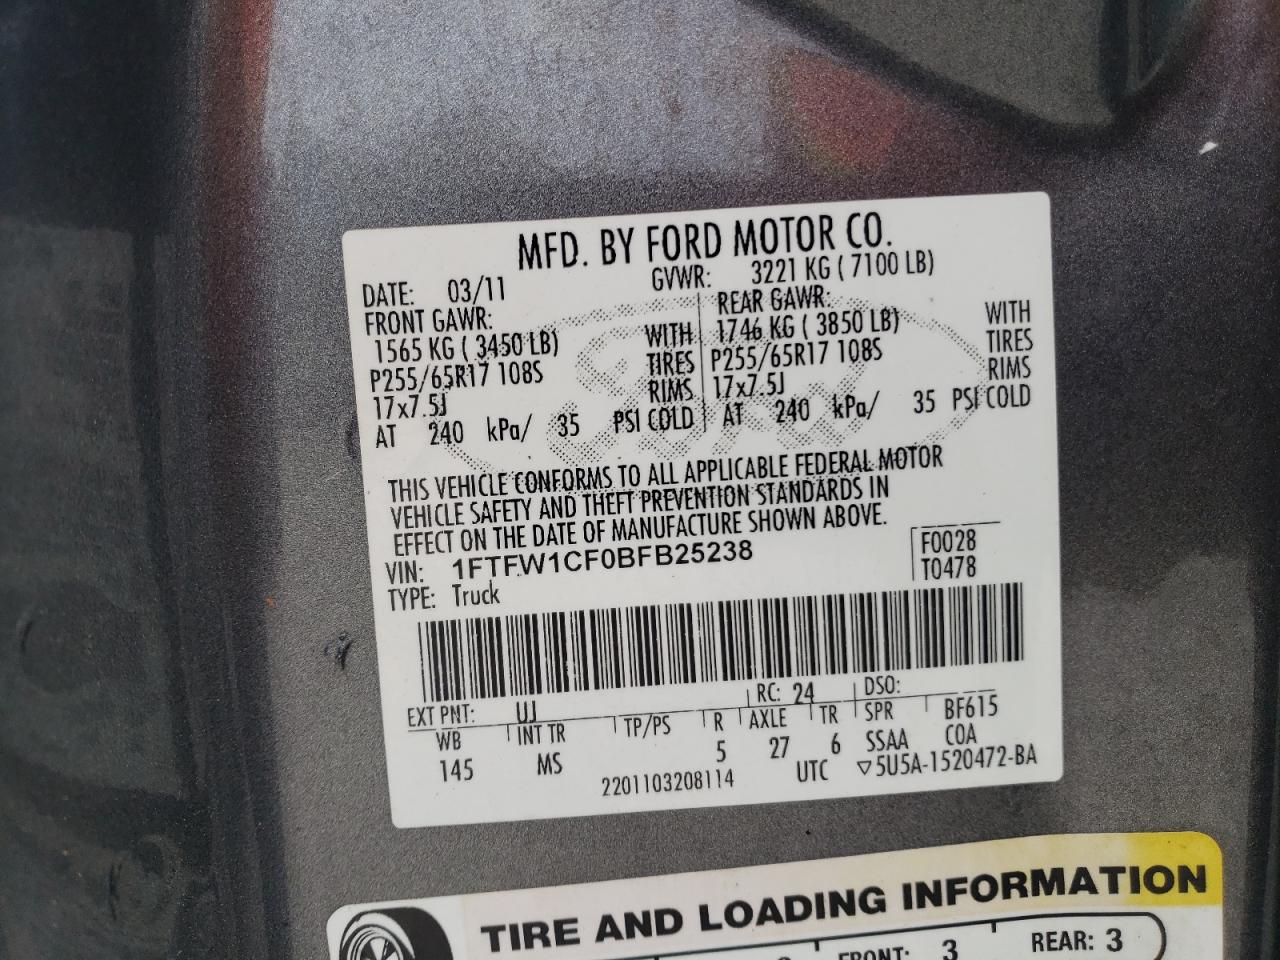 MFD. BY FORD MOTOR CO.
DATE: 03/11 GVWR: 3221 KG ( 7100 LB)
FRONT GAWR: REAR GAWR:
1565 KG ( 3450 LB) WITH 1746 KG ( 3850 LB) WITH
P255/65R17 108S TIRES P255/65R17 108S TIRES
17x7.5J RIMS 17x7.5J RIMS
AT 240 kPa/ 35 PSI COLD AT 240 kPa/ 35 PSI COLD
THIS VEHICLE CONFORMS TO ALL APPLICABLE FEDERAL MOTOR
VEHICLE SAFETY AND THEFT PREVENTION STANDARDS IN
EFFECT ON THE DATE OF MANUFACTURE SHOWN ABOVE.
VIN: 1FTFW1CF0BFB25238 F0028
TYPE: Truck T0478
EXT PNT: UJ RC: 24 DSO:
WB INT TR TP/PS R AXLE TR SPR BF615
145 MS 5 27 6 SSAA COA
2201103208114 UTC ▽5U5A-1520472-BA
TIRE AND LOADING INFORMATION
FRONT: 3 REAR: 3